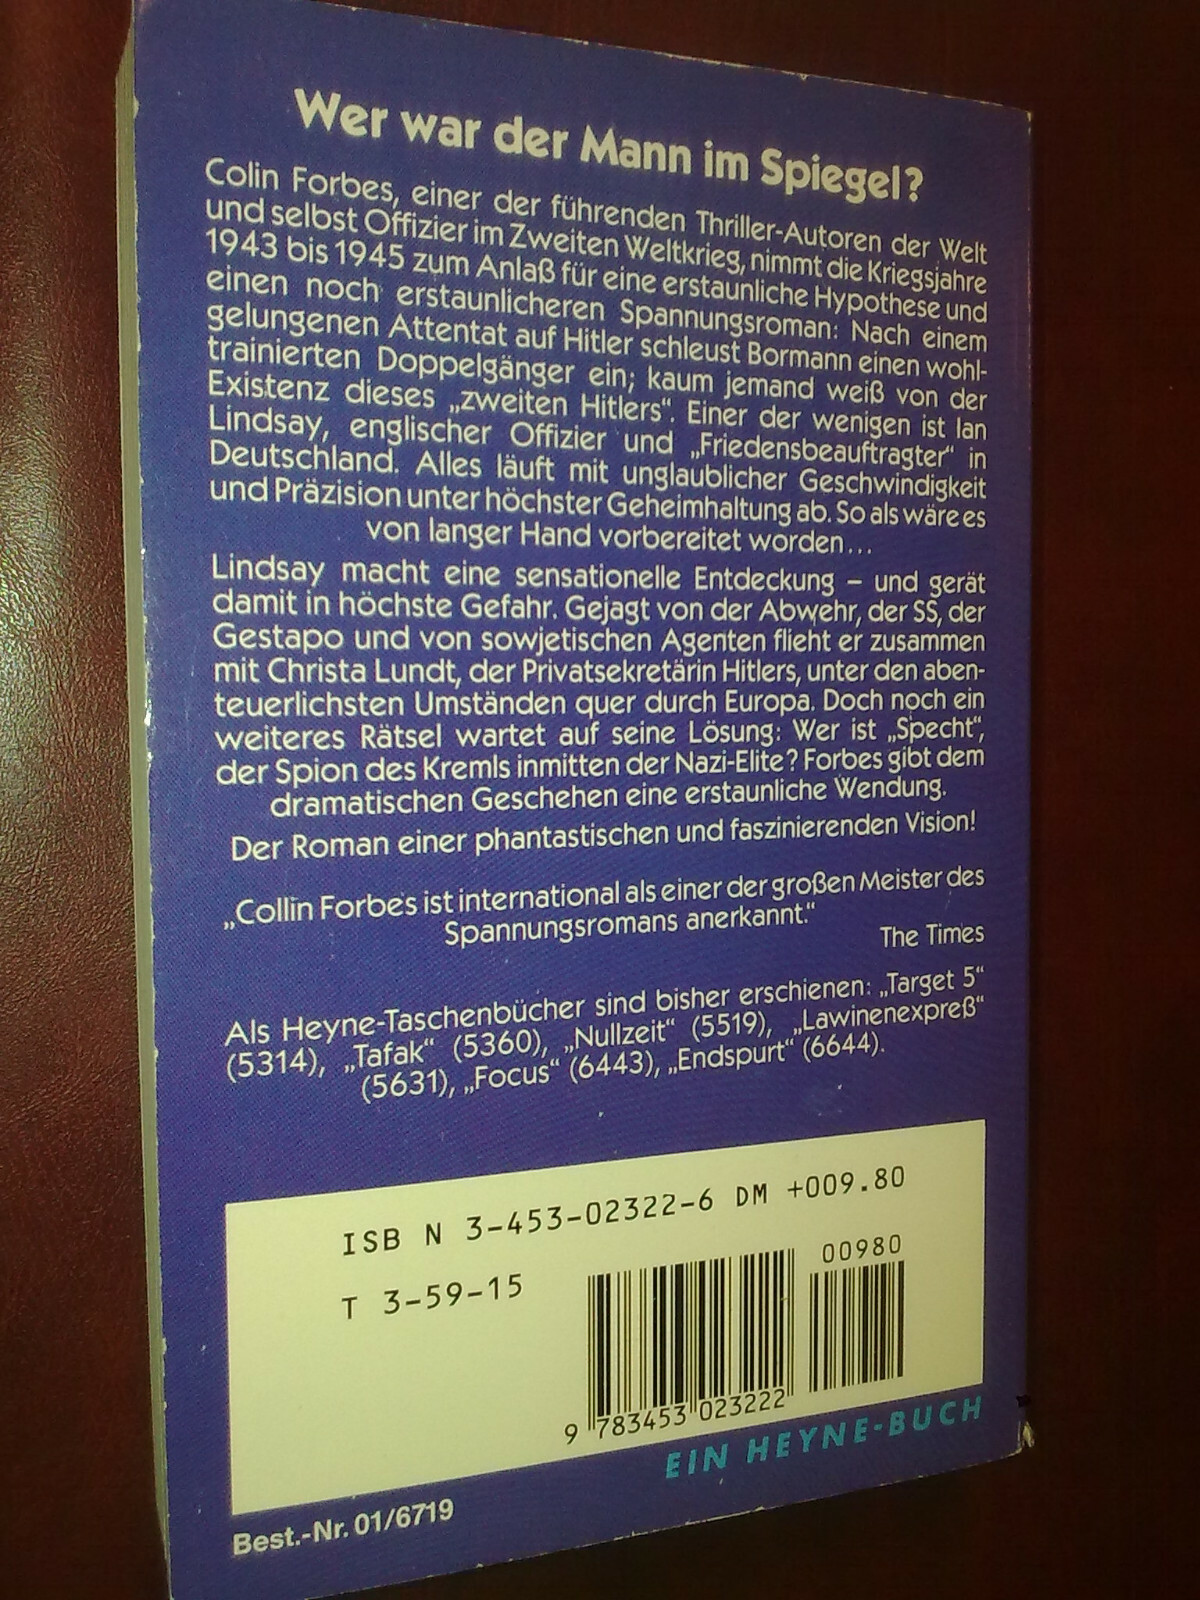 Wer war der Mann im Spiegel?
Colin Forbes, einer der führenden Thriller-Autoren der Welt
und selbst Offizier im Zweiten Weltkrieg, nimmt die Kriegsjahre
1943 bis 1945 zum Anlaß für eine erstaunliche Hypothese und
einen noch erstaunlicheren Spannungsroman: Nach einem
gelungenen Attentat auf Hitler schleust Bormann einen wohl-
trainierten Doppelgänger ein; kaum jemand weiß von der
Existenz dieses „zweiten Hitlers“. Einer der wenigen ist Ian
Lindsay, englischer Offizier und „Friedensbeauftragter“ in
Deutschland. Alles läuft mit unglaublicher Geschwindigkeit
und Präzision unter höchster Geheimhaltung ab. So als wäre es
von langer Hand vorbereitet worden...
Lindsay macht eine sensationelle Entdeckung – und gerät
damit in höchste Gefahr. Gejagt von der Abwehr, der SS, der
Gestapo und von sowjetischen Agenten flieht er zusammen
mit Christa Lundt, der Privatsekretärin Hitlers, unter den aben-
teuerlichsten Umständen quer durch Europa. Doch noch ein
weiteres Rätsel wartet auf seine Lösung: Wer ist „Specht“,
der Spion des Kremls inmitten der Nazi-Elite? Forbes gibt dem
dramatischen Geschehen eine erstaunliche Wendung.
Der Roman einer phantastischen und faszinierenden Vision!
„Collin Forbes ist international als einer der großen Meister des
Spannungsromans anerkannt.“
The Times
Als Heyne-Taschenbücher sind bisher erschienen: „Target 5“
(5314), „Tafak“ (5360), „Nullzeit“ (5519), „Lawinenexpreß“
(5631), „Focus“ (6443), „Endspurt“ (6644).
ISB N 3-453-02322-6 DM +009.80
T 3-59-15
00980
9 783453 023222
EIN HEYNE-BUCH
Best.-Nr. 01/6719